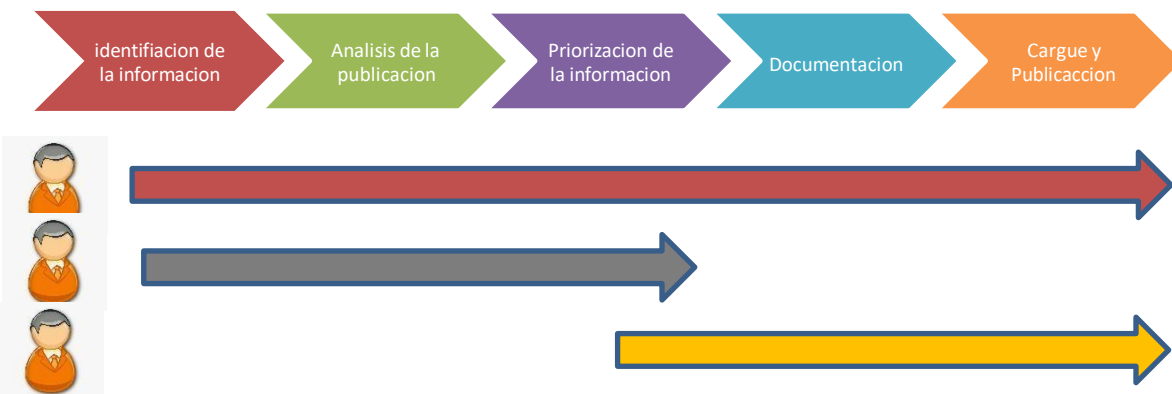 identifiacion de
la informacion
Analisis de la
publicacion
Priorizacion de
la informacion
Documentacion
Cargue y
Publicaccion